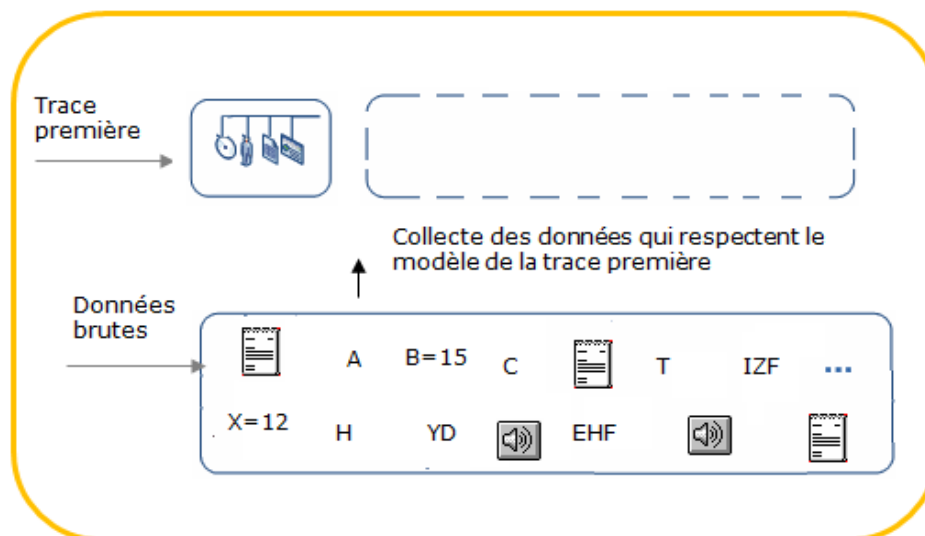 Trace
première
Collecte des données qui respectent le
modèle de la trace première
Données
brutes
A B=15 C T IZF ...
X=12 H YD EHF